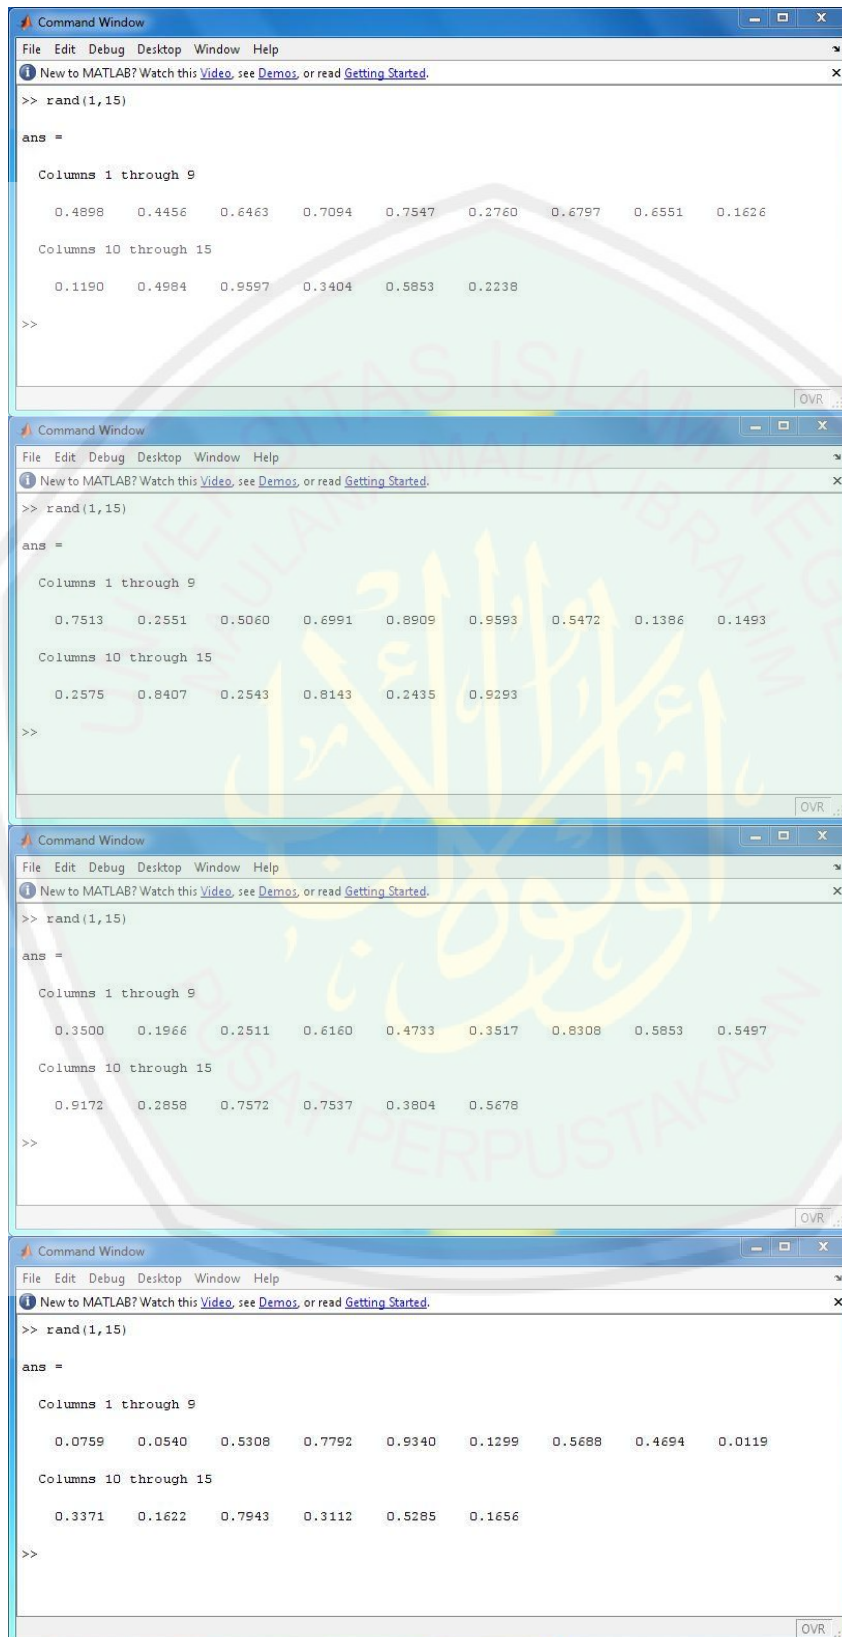 Command Window
File Edit Debug Desktop Window Help
New to MATLAB? Watch this Video, see Demos, or read Getting Started.
>> rand(1,15)
ans =
Columns 1 through 9
0.4898 0.4456 0.6463 0.7094 0.7547 0.2760 0.6797 0.6551 0.1626
Columns 10 through 15
0.1190 0.4984 0.9597 0.3404 0.5853 0.2238
>>
OVR
Command Window
File Edit Debug Desktop Window Help
New to MATLAB? Watch this Video, see Demos, or read Getting Started.
>> rand(1,15)
ans =
Columns 1 through 9
0.7513 0.2551 0.5060 0.6991 0.8909 0.9593 0.5472 0.1386 0.1493
Columns 10 through 15
0.2575 0.8407 0.2543 0.8143 0.2435 0.9293
>>
OVR
Command Window
File Edit Debug Desktop Window Help
New to MATLAB? Watch this Video, see Demos, or read Getting Started.
>> rand(1,15)
ans =
Columns 1 through 9
0.3500 0.1966 0.2511 0.6160 0.4733 0.3517 0.8308 0.5853 0.5497
Columns 10 through 15
0.9172 0.2858 0.7572 0.7537 0.3804 0.5678
>>
OVR
Command Window
File Edit Debug Desktop Window Help
New to MATLAB? Watch this Video, see Demos, or read Getting Started.
>> rand(1,15)
ans =
Columns 1 through 9
0.0759 0.0540 0.5308 0.7792 0.9340 0.1299 0.5688 0.4694 0.0119
Columns 10 through 15
0.3371 0.1622 0.7943 0.3112 0.5285 0.1656
>>
OVR
UNIVERSITAS ISLAM NEGE
MAULANA MALIK IBRAHIM
PUSAT PERPUSTAKAAN